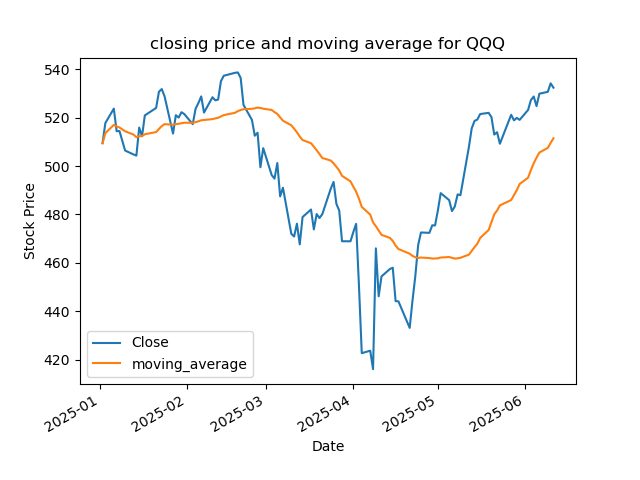 closing price and moving average for QQQ
540
520
500
480
460
440
420
Stock Price
Close
moving_average
2025-01
2025-02
2025-03
2025-04
2025-05
2025-06
Date